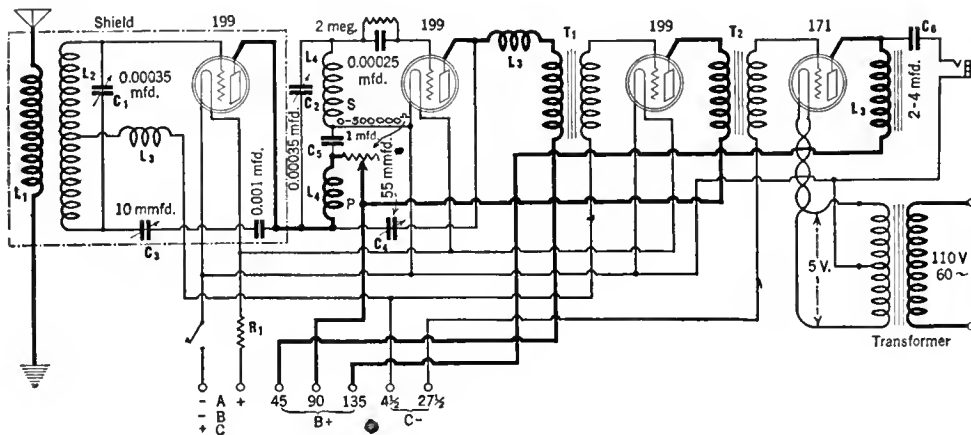 Shield
199
2 meg.
199
T1
199
T2
171
C6
L4
0.00025
mfd.
L3
L2
0.00035
mfd.
C1
C2
S
L3
2-4 mfd.
0.00035 mfd.
1 mfd.
C5
55 mmfd.
L3
L1
L4
P
10 mmfd.
C3
0.001 mfd.
C4
5 V.
110 V
60~
R1
Transformer
- A +
- B
+ C
45
90
135
4½
27½
B+
C-